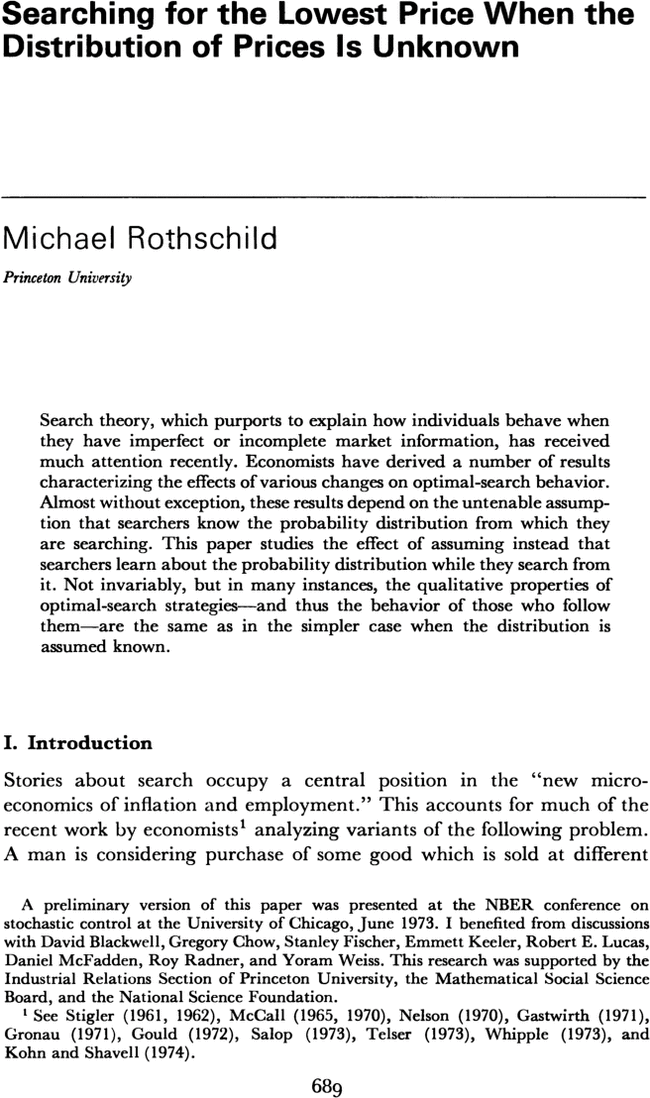 Searching for the Lowest Price When the
Distribution of Prices Is Unknown
Michael Rothschild
Princeton University
Search theory, which purports to explain how individuals behave when
they have imperfect or incomplete market information, has received
much attention recently. Economists have derived a number of results
characterizing the effects of various changes on optimal-search behavior.
Almost without exception, these results depend on the untenable assump-
tion that searchers know the probability distribution from which they
are searching. This paper studies the effect of assuming instead that
searchers learn about the probability distribution while they search from
it. Not invariably, but in many instances, the qualitative properties of
optimal-search strategies—and thus the behavior of those who follow
them—are the same as in the simpler case when the distribution is
assumed known.
I. Introduction
Stories about search occupy a central position in the “new micro-
economics of inflation and employment.” This accounts for much of the
recent work by economists¹ analyzing variants of the following problem.
A man is considering purchase of some good which is sold at different
A preliminary version of this paper was presented at the NBER conference on
stochastic control at the University of Chicago, June 1973. I benefited from discussions
with David Blackwell, Gregory Chow, Stanley Fischer, Emmett Keeler, Robert E. Lucas,
Daniel McFadden, Roy Radner, and Yoram Weiss. This research was supported by the
Industrial Relations Section of Princeton University, the Mathematical Social Science
Board, and the National Science Foundation.
¹ See Stigler (1961, 1962), McCall (1965, 1970), Nelson (1970), Gastwirth (1971),
Gronau (1971), Gould (1972), Salop (1973), Telser (1973), Whipple (1973), and
Kohn and Shavell (1974).
689